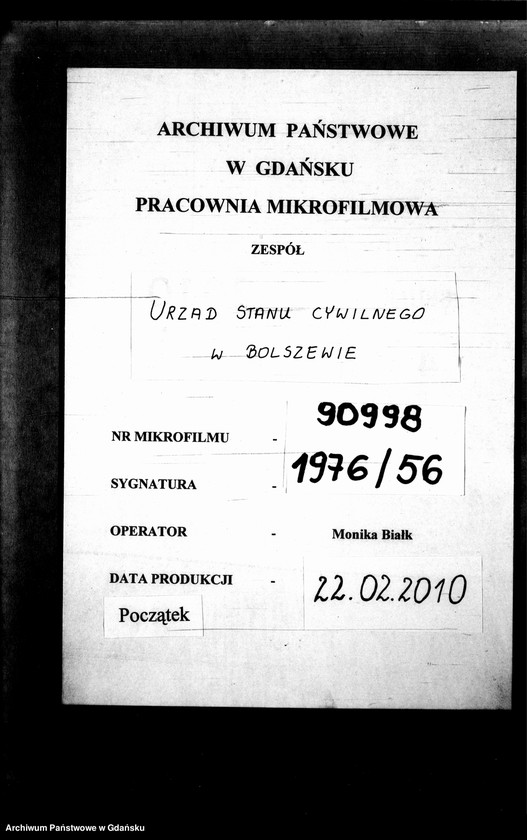 ARCHIWUM PAŃSTWOWE
W GDAŃSKU
PRACOWNIA MIKROFILMOWA
ZESPÓŁ
URZAD STANU CYWILNEGO
W BOLSZEWIE
NR MIKROFILMU - 90998
SYGNATURA - 1976/56
OPERATOR - Monika Białk
DATA PRODUKCJI - 22.02.2010
Początek
Archiwum Państwowe w Gdańsku